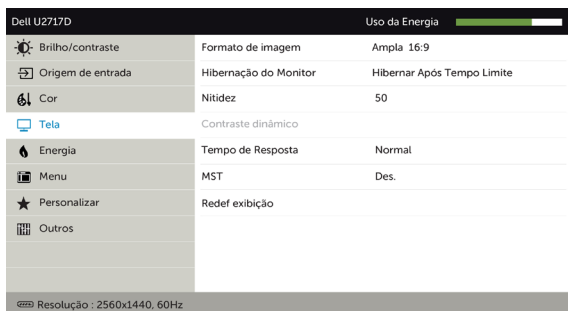 Dell U2717D Uso da Energia
Brilho/contraste Formato de imagem Ampla 16:9
Origem de entrada Hibernação do Monitor Hibernar Após Tempo Limite
Cor Nitidez 50
Tela Contraste dinâmico
Energia Tempo de Resposta Normal
Menu MST Des.
Personalizar Redef exibição
Outros
Resolução : 2560x1440, 60Hz